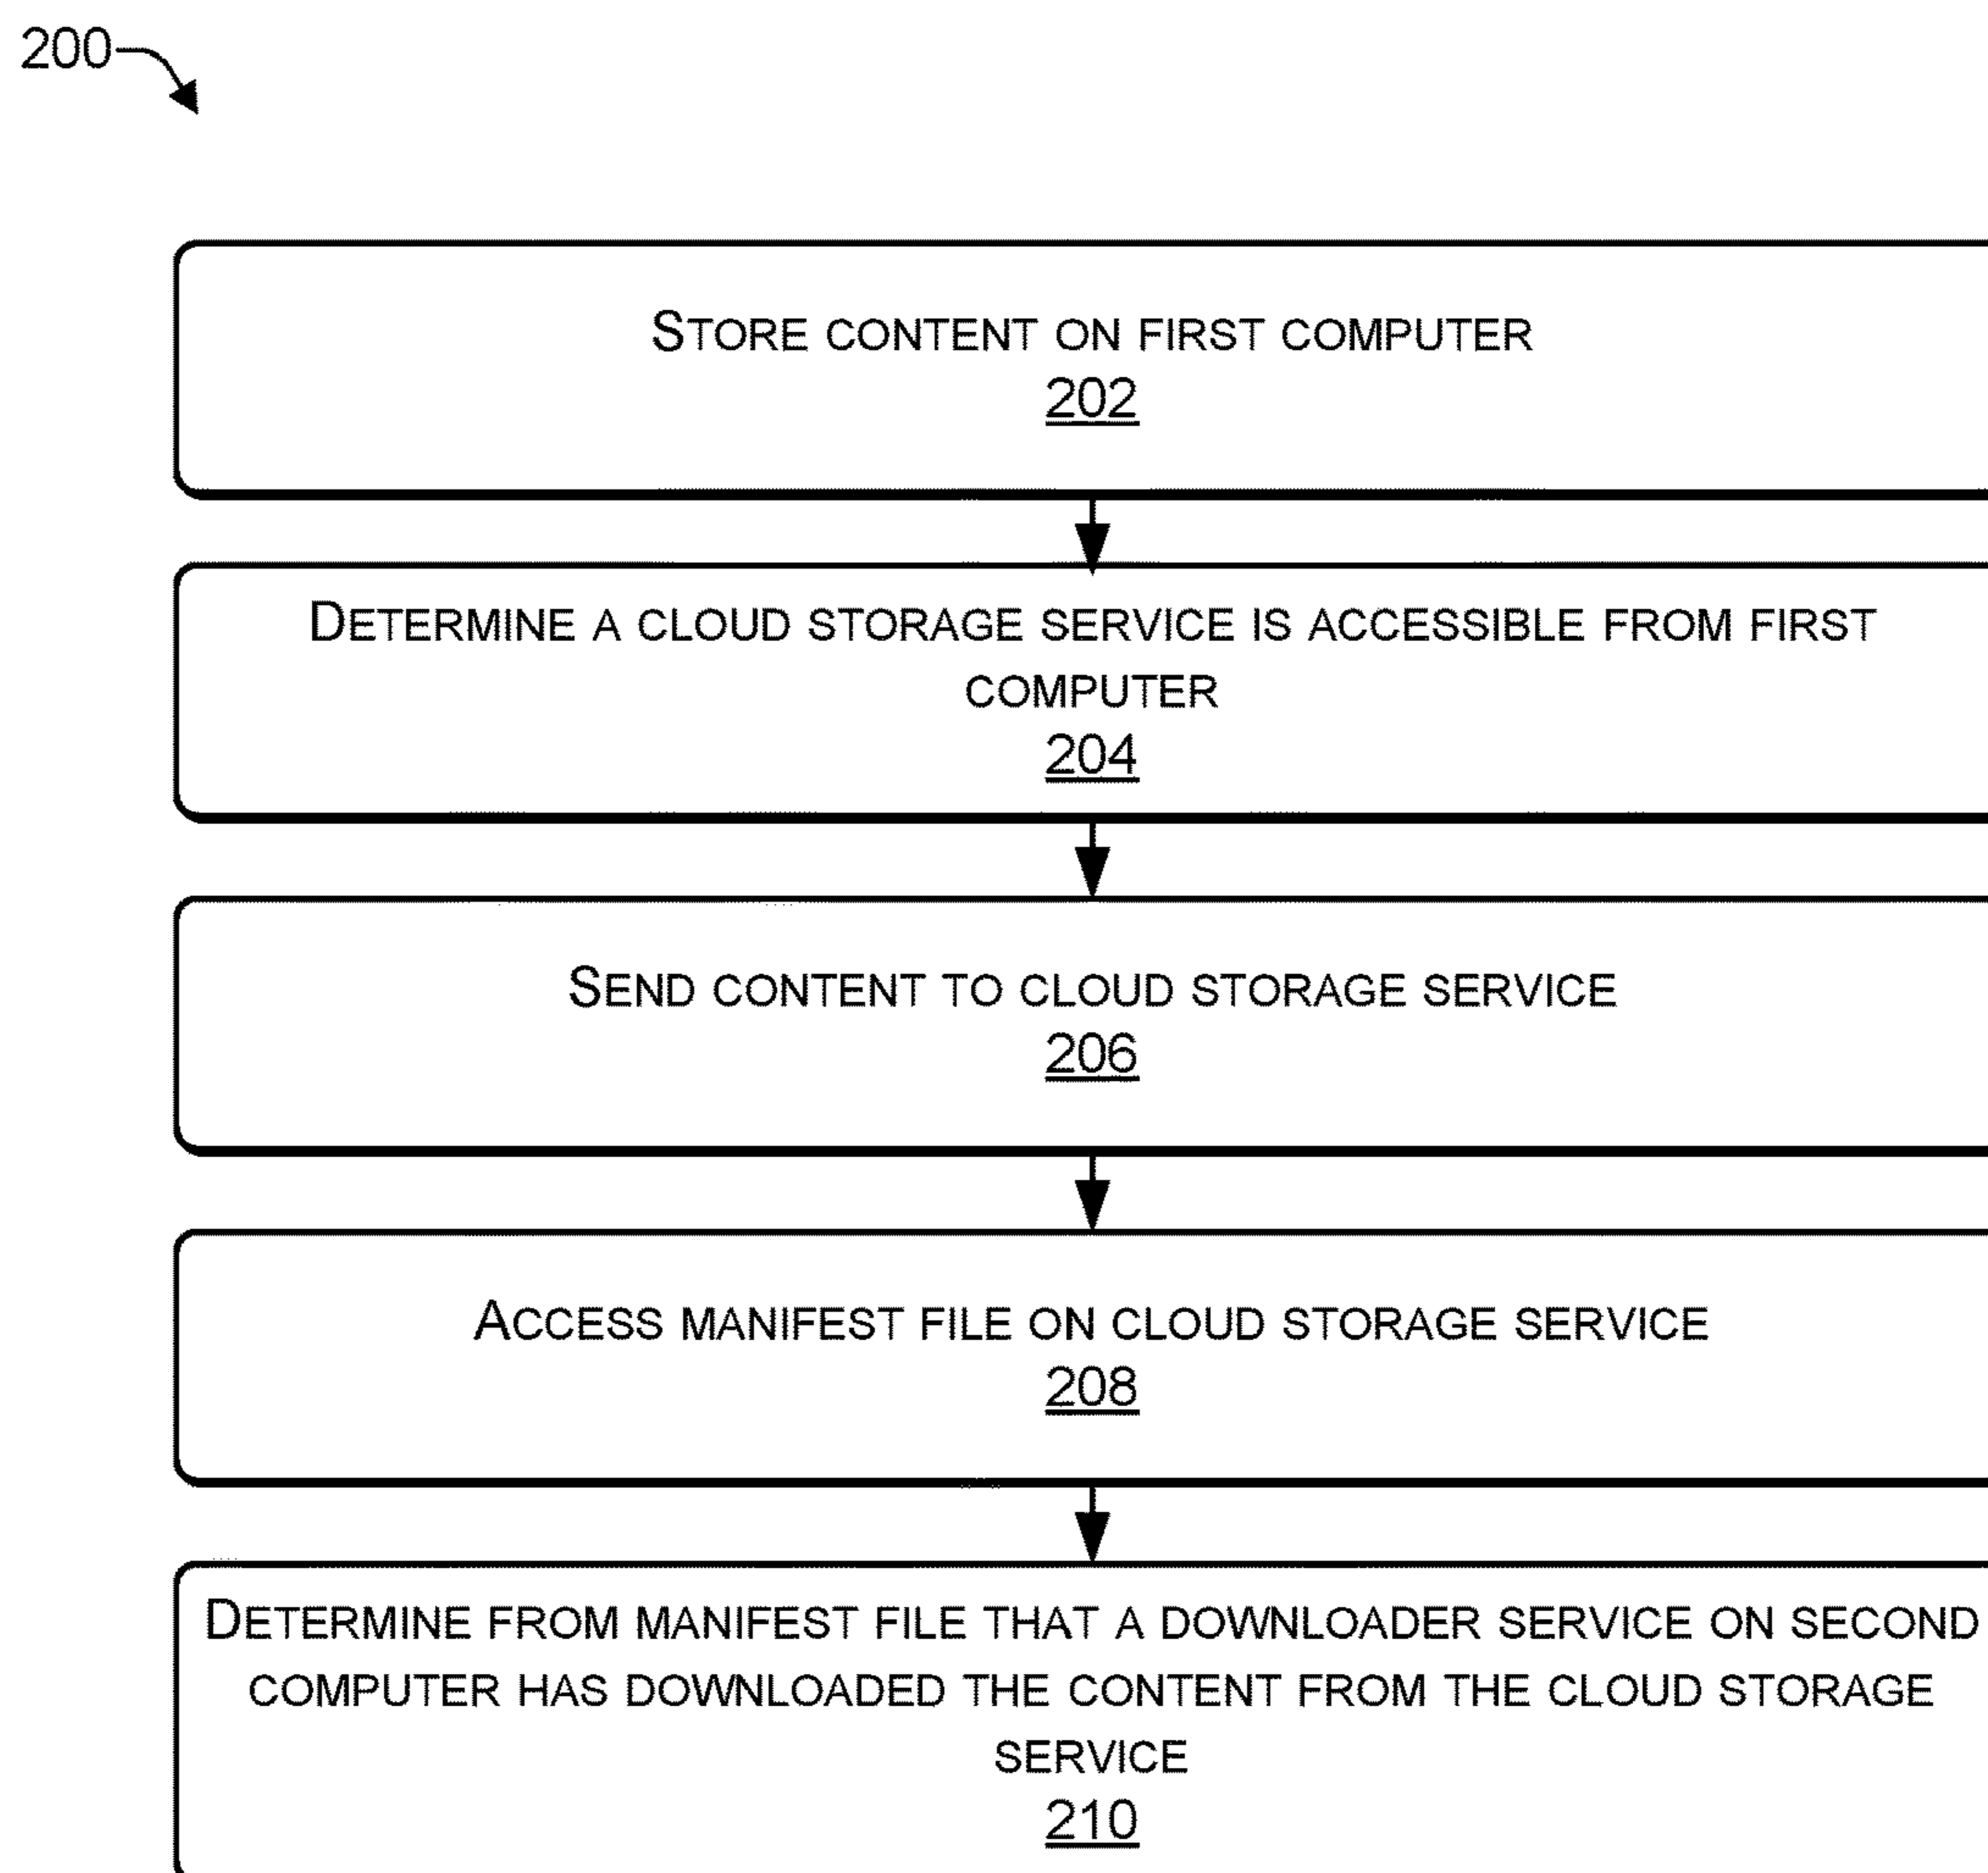 200
STORE CONTENT ON FIRST COMPUTER
202
DETERMINE A CLOUD STORAGE SERVICE IS ACCESSIBLE FROM FIRST
COMPUTER
204
SEND CONTENT TO CLOUD STORAGE SERVICE
206
ACCESS MANIFEST FILE ON CLOUD STORAGE SERVICE
208
DETERMINE FROM MANIFEST FILE THAT A DOWNLOADER SERVICE ON SECOND
COMPUTER HAS DOWNLOADED THE CONTENT FROM THE CLOUD STORAGE
SERVICE
210